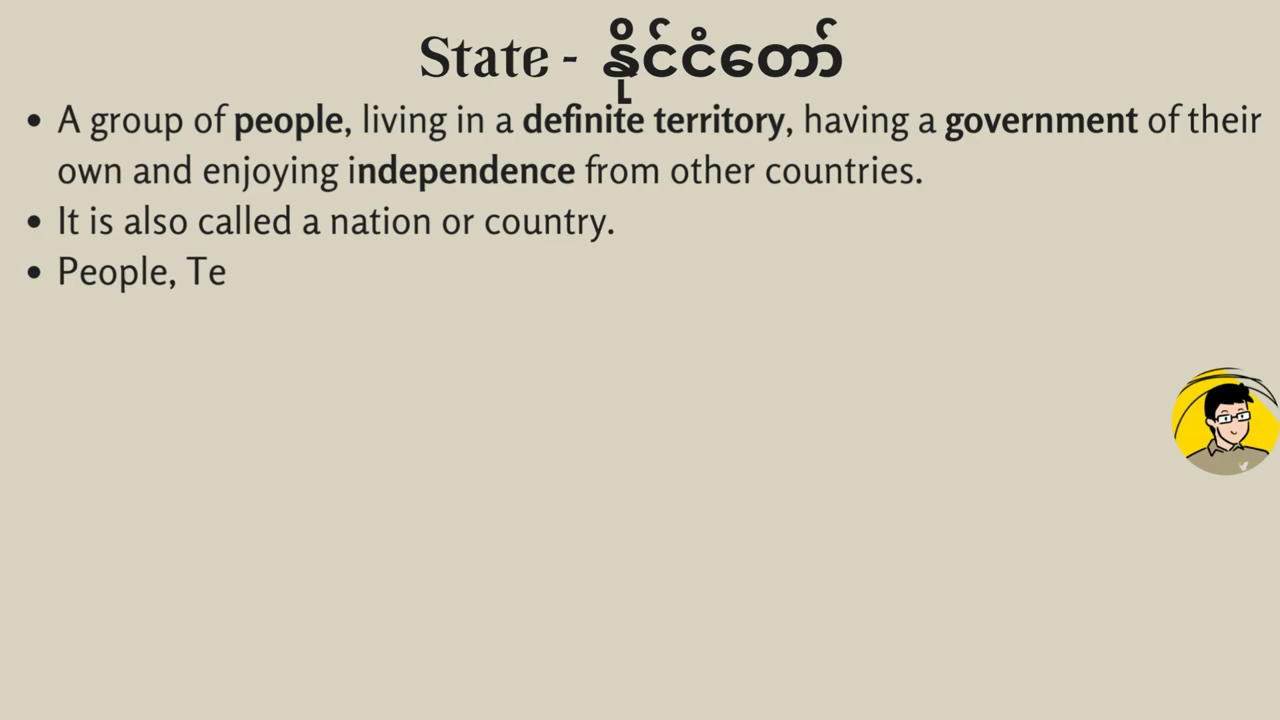 State - နိုင်ငံတော်
• A group of people, living in a definite territory, having a government of their
own and enjoying independence from other countries.
• It is also called a nation or country.
• People, Te